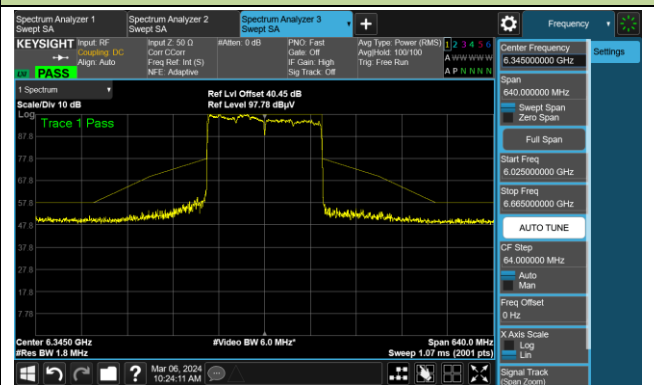 Spectrum Analyzer 1
Swept SA
Spectrum Analyzer 2
Swept SA
Spectrum Analyzer 3
Swept SA
Frequency
KEYSIGHT
Input: RF
Coupling: DC
Align: Auto
Input Z: 50 Ω
Corr CCorr
Freq Ref: Int (S)
NFE: Adaptive
#Atten: 0 dB
PNO: Fast
Gate: Off
IF Gain: High
Sig Track: Off
Avg Type: Power (RMS)
Avg|Hold: 100/100
Trig: Free Run
1 2 3 4 5 6
A W W W W W
A P N N N N
PASS
1 Spectrum
Scale/Div 10 dB
Log
Ref Lvl Offset 40.45 dB
Ref Level 97.78 dBµV
Trace 1 Pass
87.8
77.8
67.8
57.8
47.8
37.8
27.8
17.8
7.78
Center 6.3450 GHz
#Res BW 1.8 MHz
#Video BW 6.0 MHz*
Span 640.0 MHz
Sweep 1.07 ms (2001 pts)
Mar 06, 2024
10:24:11 AM
Center Frequency
6.345000000 GHz
Settings
Span
640.000000 MHz
Swept Span
Zero Span
Full Span
Start Freq
6.025000000 GHz
Stop Freq
6.665000000 GHz
AUTO TUNE
CF Step
64.000000 MHz
Auto
Man
Freq Offset
0 Hz
X Axis Scale
Log
Lin
Signal Track
(Span Zoom)